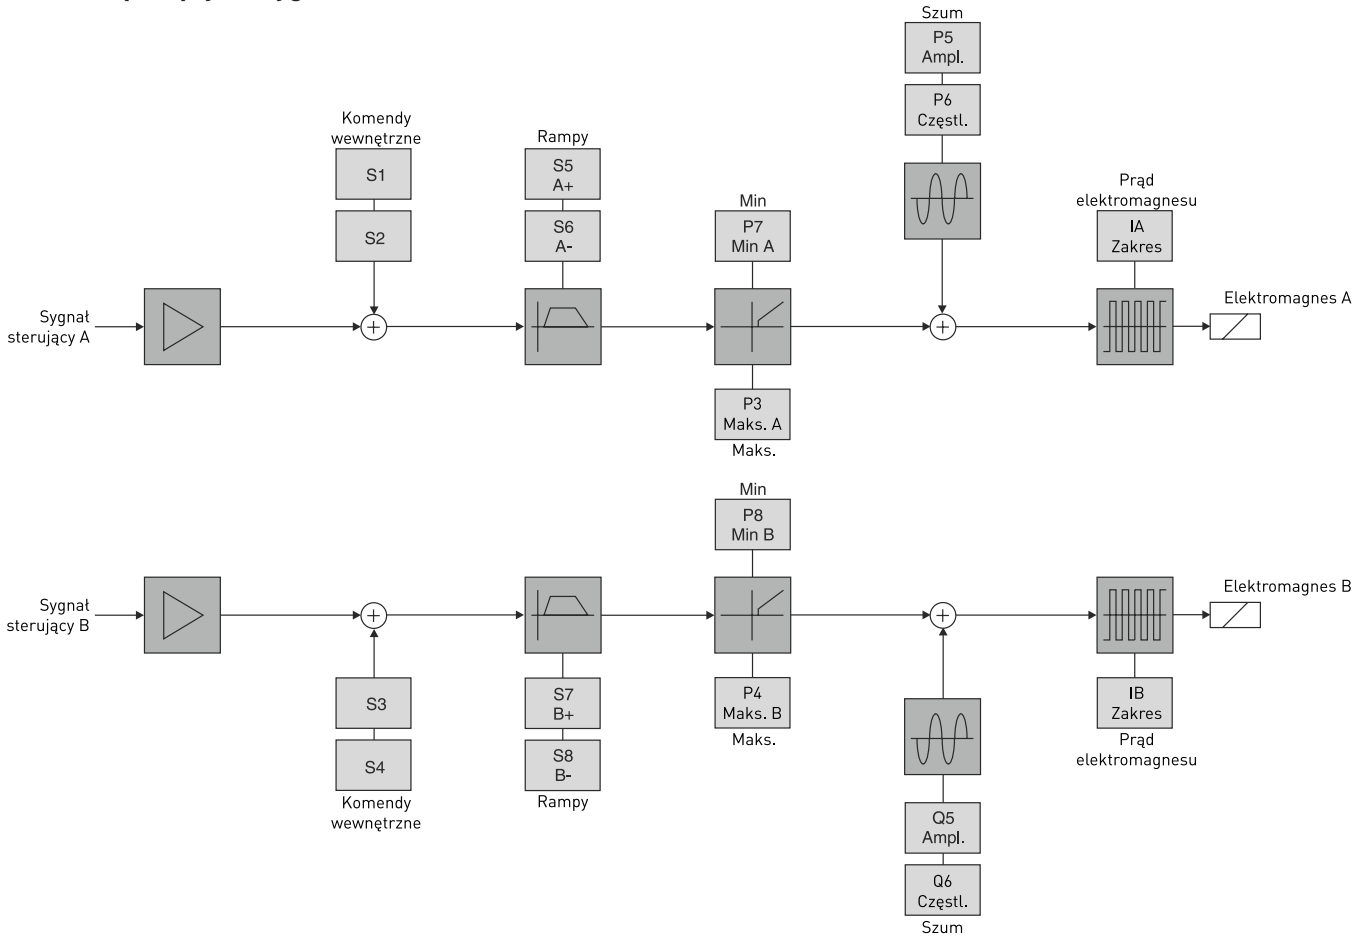 Szum
P5
Ampl.
P6
Częstl.
Komendy
wewnętrzne
S1
S2
Rampy
S5
A+
S6
A-
Min
P7
Min A
Prąd
elektromagnesu
IA
Zakres
Sygnał
sterujący A
Elektromagnes A
P3
Maks. A
Maks.
Min
P8
Min B
Sygnał
sterujący B
Elektromagnes B
S3
S4
Komendy
wewnętrzne
S7
B+
S8
B-
Rampy
P4
Maks. B
Maks.
IB
Zakres
Prąd
elektromagnesu
Q5
Ampl.
Q6
Częstl.
Szum